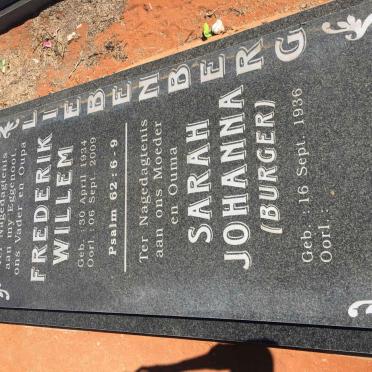 LIEBENBERG
Ter Nagedagtenis
aan my eggenoot,
ons Vader en Oupa
FREDERIK
WILLEM
Geb. : 30 April 1934
Oorl. 06 Sept. 2009
Psalm 62 : 6 - 9
Ter Nagedagtenis
aan ons Moeder
en Ouma
SARAH
JOHANNA
(BURGER)
Geb. : 16 Sept. 1936
Oorl. :